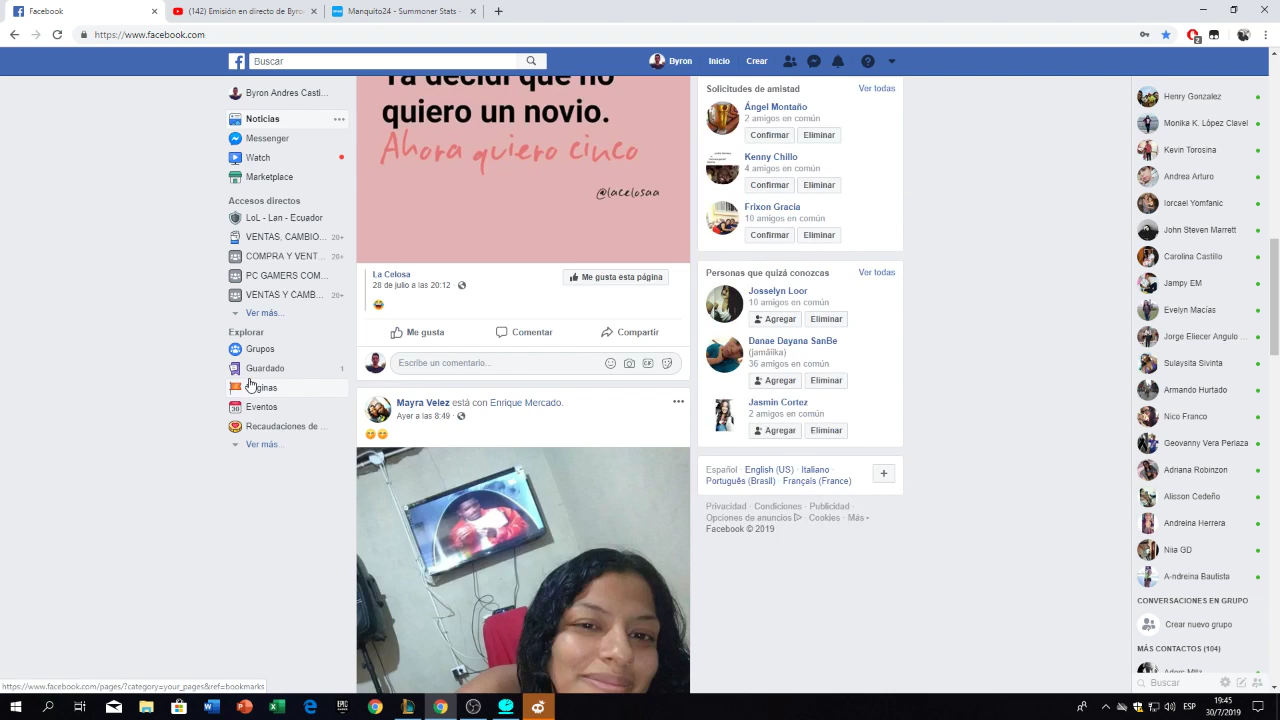 Facebook
(142) Emisión en directo de Byro
Manquito24 - Summoner Stats -
https://www.facebook.com
2
Buscar
Byron
Inicio
Crear
Byron Andres Casti...
Noticias
Messenger
Watch
Marketplace
Accesos directos
LoL - Lan - Ecuador
VENTAS, CAMBIO... 20+
COMPRA Y VENT... 20+
PC GAMERS COM...
VENTAS Y CAMB... 20+
Ver más...
Explorar
Grupos
Guardado 1
Páginas
Eventos
Recaudaciones de ...
Ver más...
Ya decidí que no
quiero un novio.
Ahora quiero cinco
@lacelosaa
La Celosa
28 de julio a las 20:12
Me gusta esta página
Me gusta
Comentar
Compartir
Escribe un comentario...
GIF
Mayra Velez está con Enrique Mercado.
Ayer a las 8:49
Solicitudes de amistad
Ver todas
Ángel Montaño
2 amigos en común
Confirmar
Eliminar
Kenny Chillo
4 amigos en común
Confirmar
Eliminar
Frixon Gracia
10 amigos en común
Confirmar
Eliminar
Personas que quizá conozcas
Ver todas
Josselyn Loor
10 amigos en común
Agregar
Eliminar
Danae Dayana SanBe
(jamâiika)
36 amigos en común
Agregar
Eliminar
Jasmin Cortez
2 amigos en común
Agregar
Eliminar
Español · English (US) · Italiano ·
Português (Brasil) · Français (France)
Privacidad · Condiciones · Publicidad ·
Opciones de anuncios · Cookies · Más
Facebook © 2019
Henry Gonzalez
Monika K. López Clavel
Kevin Torosina
Andrea Arturo
Iorcael Yomfanic
John Steven Marrett
Carolina Castillo
Jampy EM
Evelyn Macías
Jorge Eliecer Angulo ...
Sulaysita Sivinta
Armando Hurtado
Nico Franco
Geovanny Vera Perlaza
Adriana Robinzon
Alisson Cedeño
Andreina Herrera
Niia GD
A-ndreina Bautista
CONVERSACIONES EN GRUPO
Crear nuevo grupo
MÁS CONTACTOS (104)
Buscar
https://www.facebook.com/pages/?category=your_pages&ref=bookmarks
ESP
19:45
30/7/2019